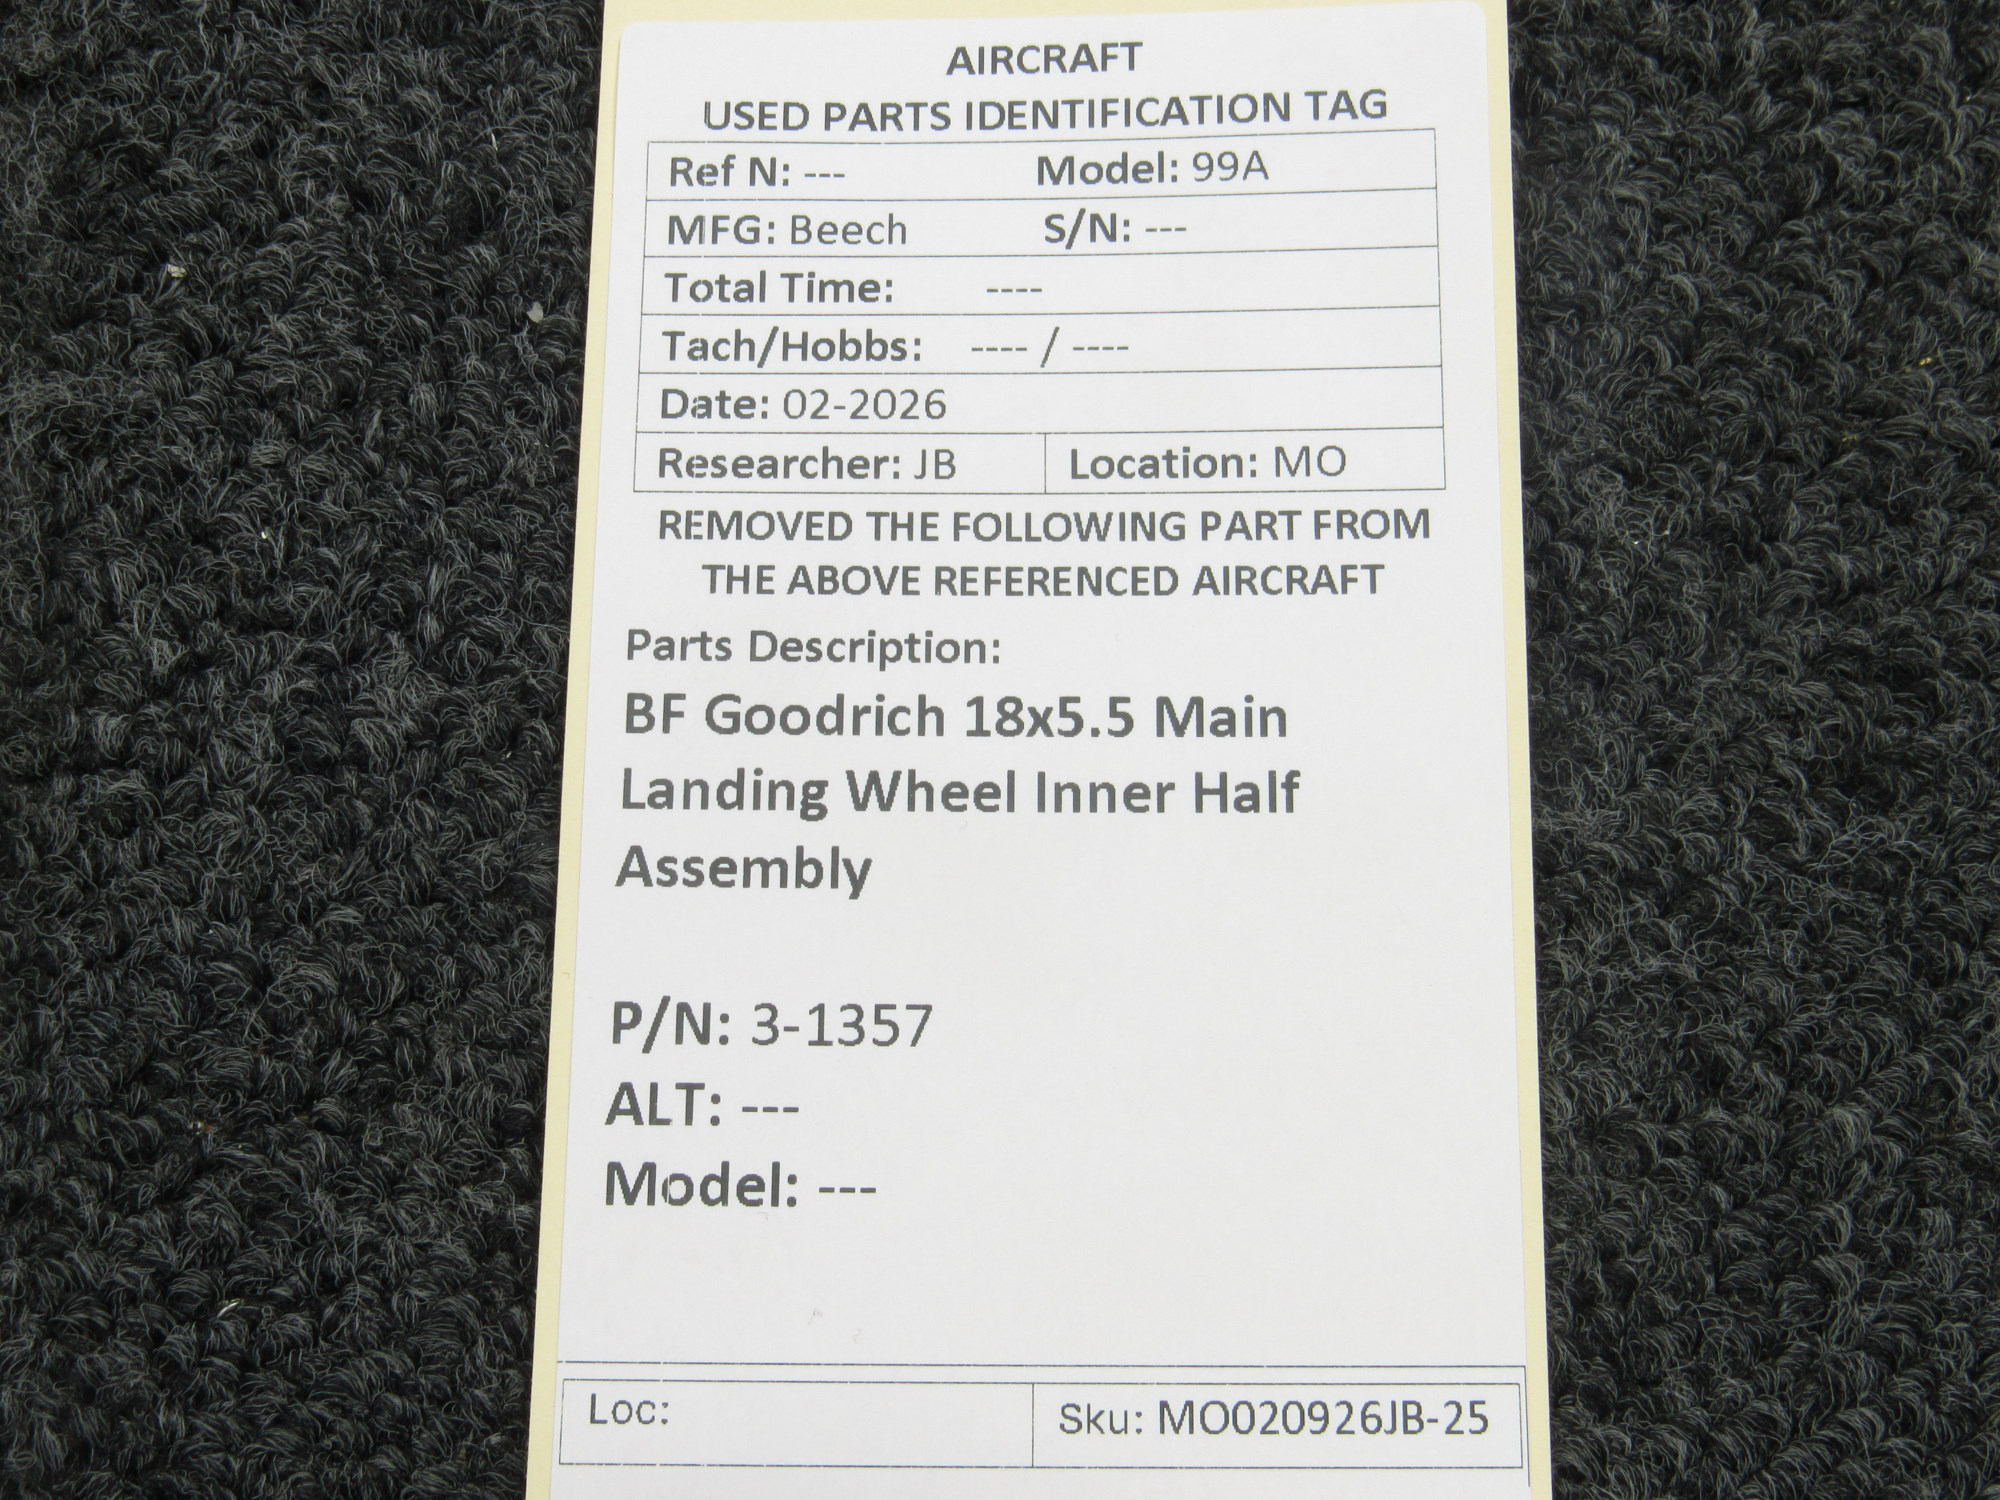 AIRCRAFT
USED PARTS IDENTIFICATION TAG
Ref N: --- Model: 99A
MFG: Beech S/N: ---
Total Time: ----
Tach/Hobbs: ---- / ----
Date: 02-2026
Researcher: JB Location: MO
REMOVED THE FOLLOWING PART FROM
THE ABOVE REFERENCED AIRCRAFT
Parts Description:
BF Goodrich 18x5.5 Main
Landing Wheel Inner Half
Assembly
P/N: 3-1357
ALT: ---
Model: ---
Loc: Sku: MO020926JB-25